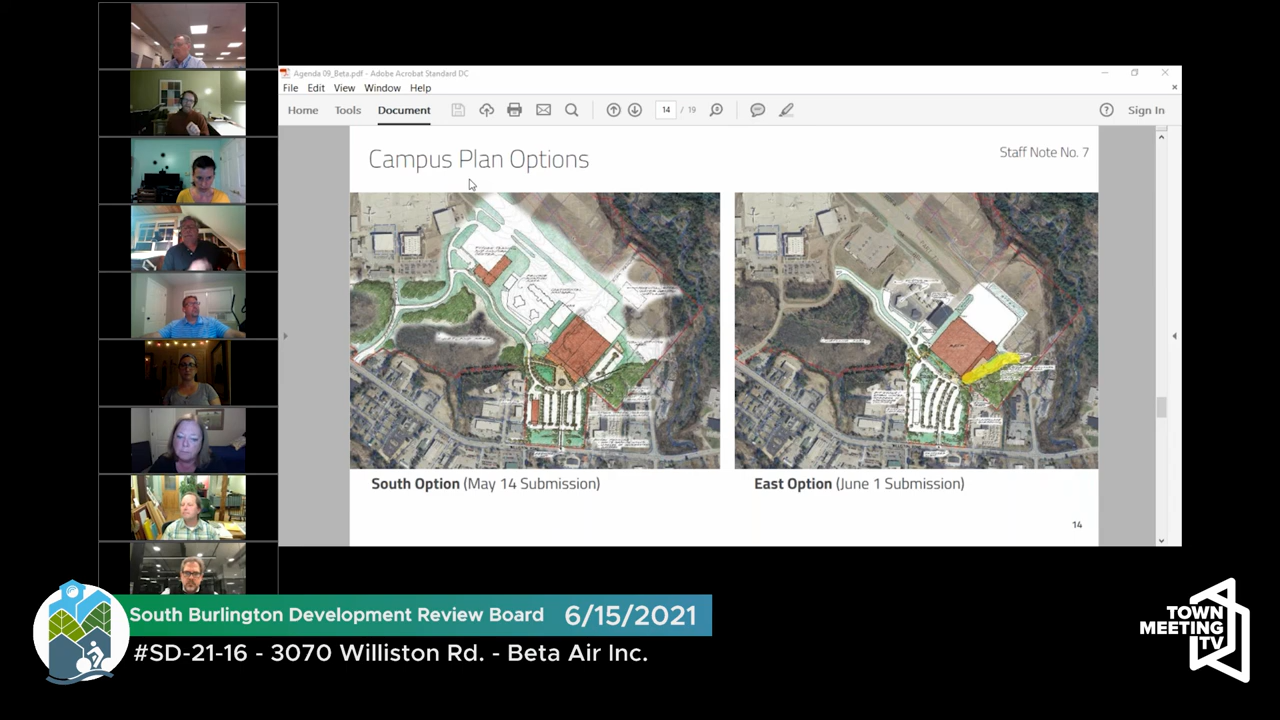 Agenda 09_Beta.pdf - Adobe Acrobat Standard DC
File Edit View Window Help
Home Tools Document 14 / 19 Sign In
Campus Plan Options
Staff Note No. 7
South Option (May 14 Submission)
East Option (June 1 Submission)
14
South Burlington Development Review Board 6/15/2021
#SD-21-16 - 3070 Williston Rd. - Beta Air Inc.
TOWN
MEETING
TV